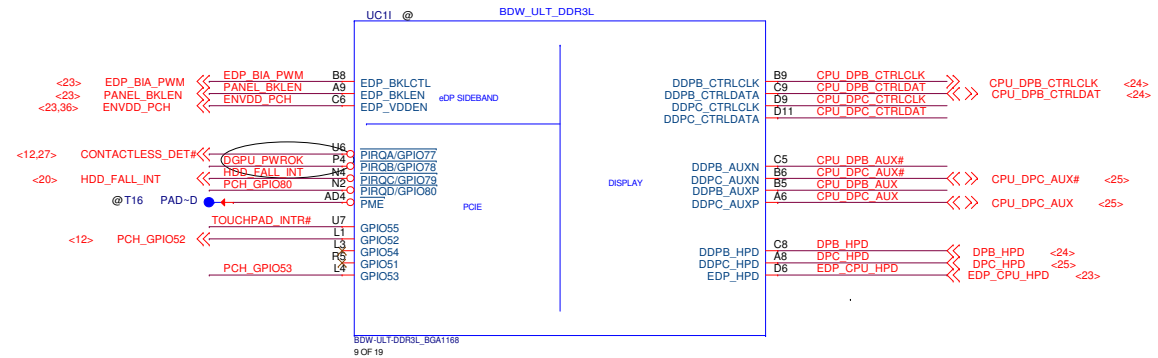 UC1I @ BDW_ULT_DDR3L
<23> EDP_BIA_PWM EDP_BIA_PWM B8 EDP_BKLCTL
<23> PANEL_BKLEN PANEL_BKLEN A9 EDP_BKLEN
<23,36> ENVDD_PCH ENVDD_PCH C6 EDP_VDDEN
eDP SIDEBAND
DDPB_CTRLCLK B9 CPU_DPB_CTRLCLK CPU_DPB_CTRLCLK <24>
DDPB_CTRLDATA C9 CPU_DPB_CTRLDAT CPU_DPB_CTRLDAT <24>
DDPC_CTRLCLK D9 CPU_DPC_CTRLCLK
DDPC_CTRLDATA D11 CPU_DPC_CTRLDAT
<12,27> CONTACTLESS_DET# U6 PIRQA/GPIO77
DGPU_PWROK P4 PIRQB/GPIO78
<20> HDD_FALL_INT HDD_FALL_INT N4 PIRQC/GPIO79
PCH_GPIO80 N2 PIRQD/GPIO80
@T16 PAD~D AD4 PME
DISPLAY
PCIE
DDPB_AUXN C5 CPU_DPB_AUX#
DDPC_AUXN B6 CPU_DPC_AUX# CPU_DPC_AUX# <25>
DDPB_AUXP B5 CPU_DPB_AUX
DDPC_AUXP A6 CPU_DPC_AUX CPU_DPC_AUX <25>
TOUCHPAD_INTR# U7 GPIO55
<12> PCH_GPIO52 L1 GPIO52
L3 GPIO54
R5 GPIO51
PCH_GPIO53 L4 GPIO53
DDPB_HPD C8 DPB_HPD DPB_HPD <24>
DDPC_HPD A8 DPC_HPD DPC_HPD <25>
EDP_HPD D6 EDP_CPU_HPD EDP_CPU_HPD <23>
BDW-ULT-DDR3L_BGA1168
9 OF 19